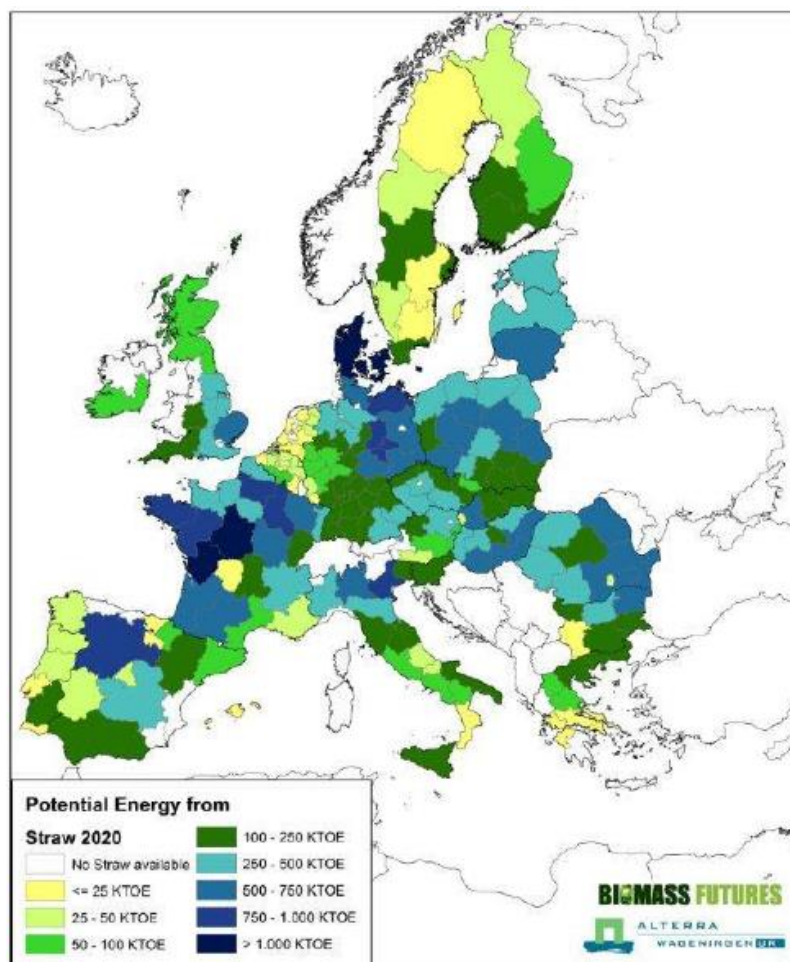 Potential Energy from
Straw 2020
No Straw available
<= 25 KTOE
25 - 50 KTOE
50 - 100 KTOE
100 - 250 KTOE
250 - 500 KTOE
500 - 750 KTOE
750 - 1.000 KTOE
> 1.000 KTOE
BIOMASS FUTURES
ALTERRA
WAGENINGEN UR